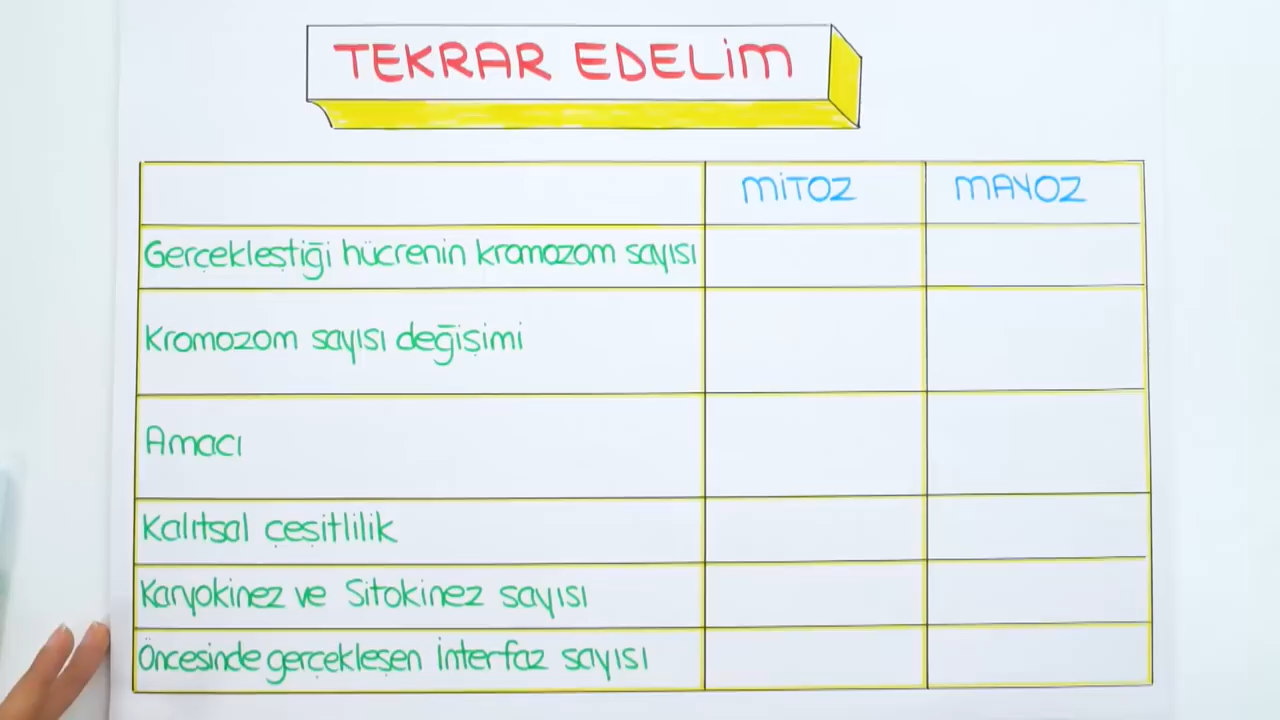 TEKRAR EDELİM
MİTOZ MAYOZ
Gerçekleştiği hücrenin kromozom sayısı
Kromozom sayısı değişimi
Amacı
Kalıtsal çeşitlilik
Karyokinez ve Sitokinez sayısı
Öncesinde gerçekleşen İnterfaz sayısı